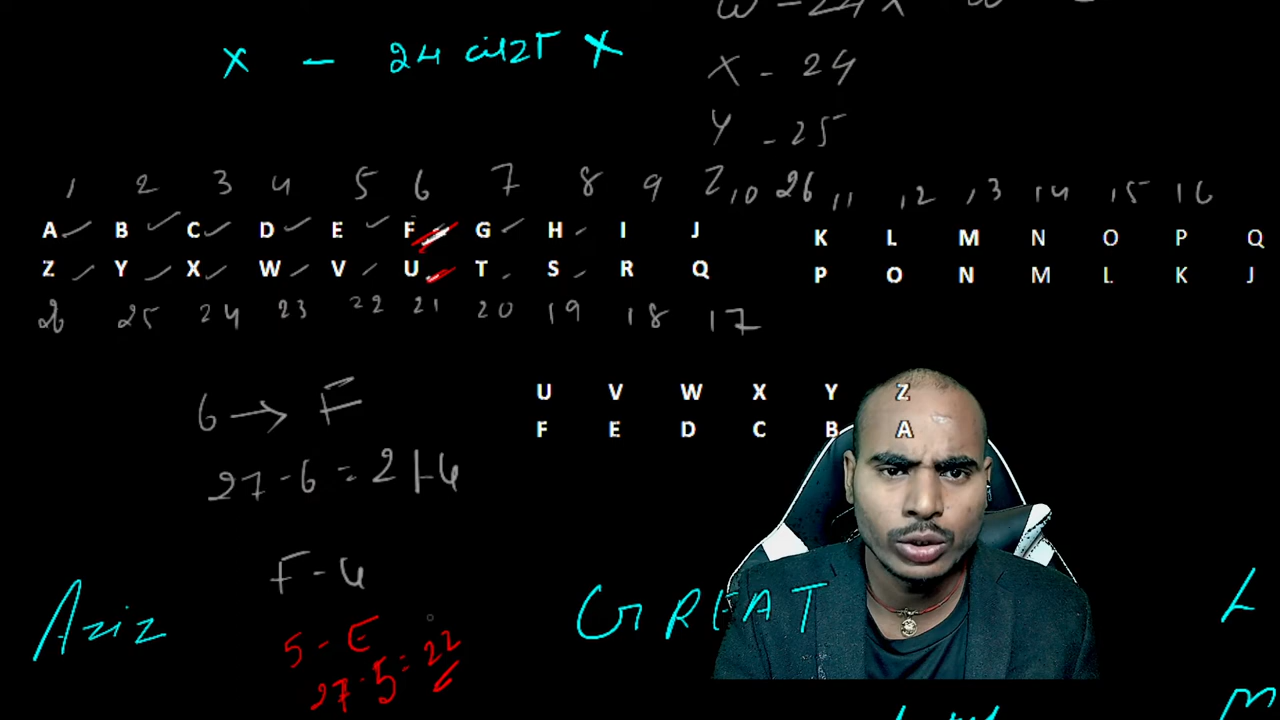 X - 24
X - 24
Y - 25
1 2 3 4 5 6 7 8 9 Z 10 26 11 12 13 14 15 16
A B C D E F G H I J K L M N O P Q
Z Y X W V U T S R Q P O N M L K J
26 25 24 23 22 21 20 19 18 17
U V W X Y Z
F E D C B A
6 → F
27 - 6 = 21 - U
F - U
Aziz
GREAT
5 - E
27 - 5 = 22